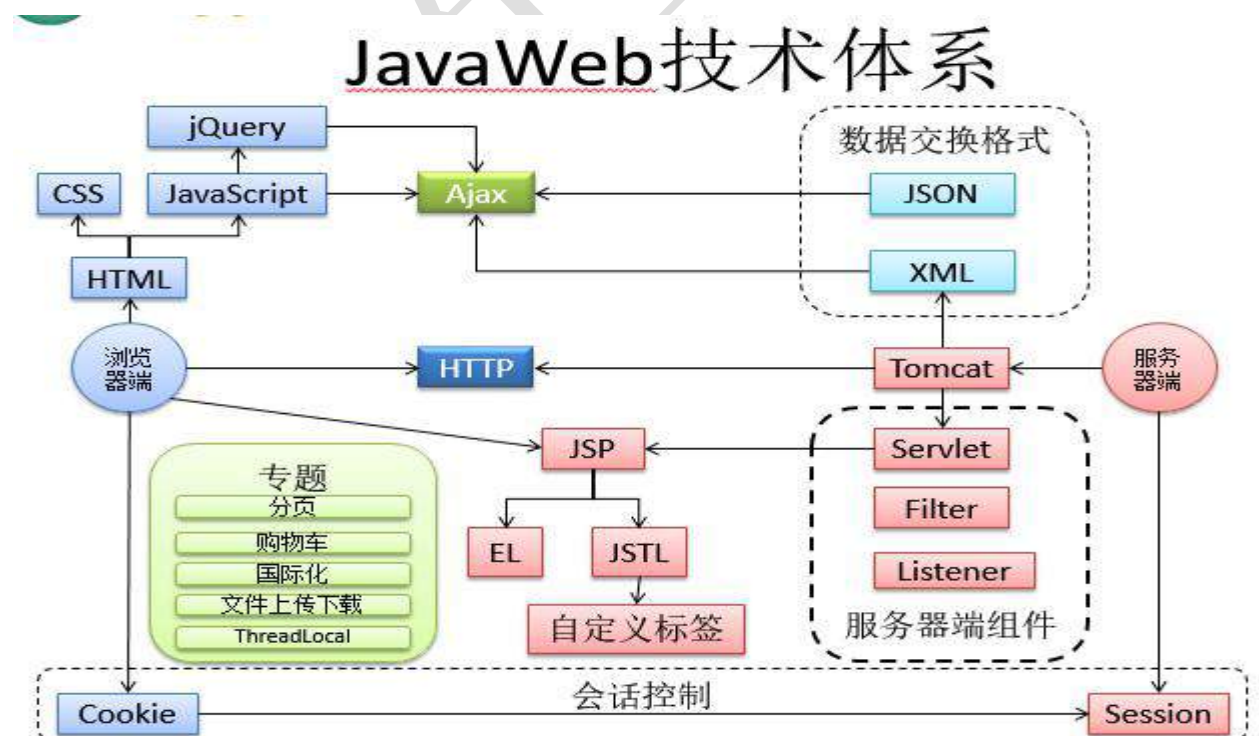 JavaWeb技术体系
jQuery
数据交换格式
CSS
JavaScript
Ajax
JSON
HTML
XML
浏览
器端
HTTP
Tomcat
服务
器端
JSP
Servlet
专题
分页
购物车
国际化
文件上传下载
ThreadLocal
EL
JSTL
Filter
Listener
自定义标签
服务器端组件
会话控制
Cookie
Session